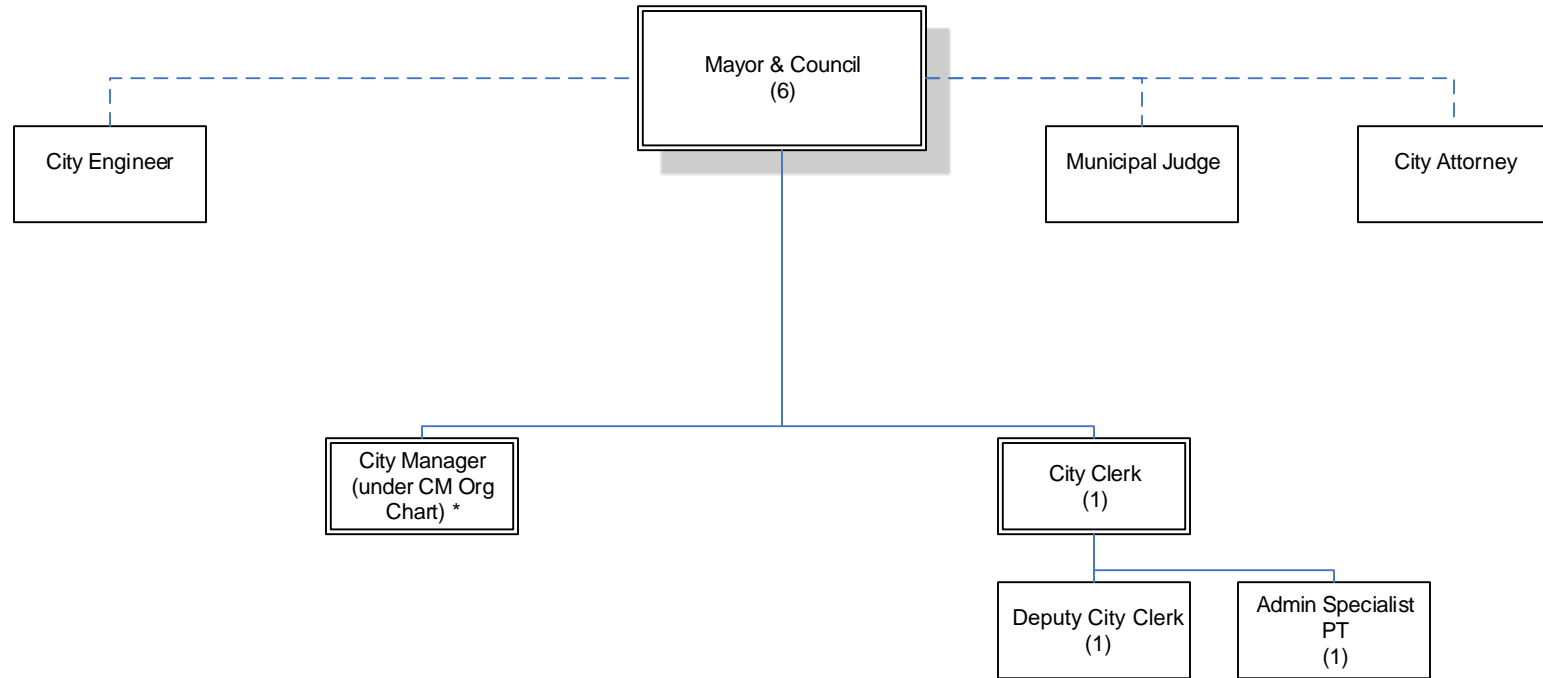 Mayor & Council
(6)
City Engineer
Municipal Judge
City Attorney
City Manager
(under CM Org
Chart) *
City Clerk
(1)
Deputy City Clerk
(1)
Admin Specialist
PT
(1)